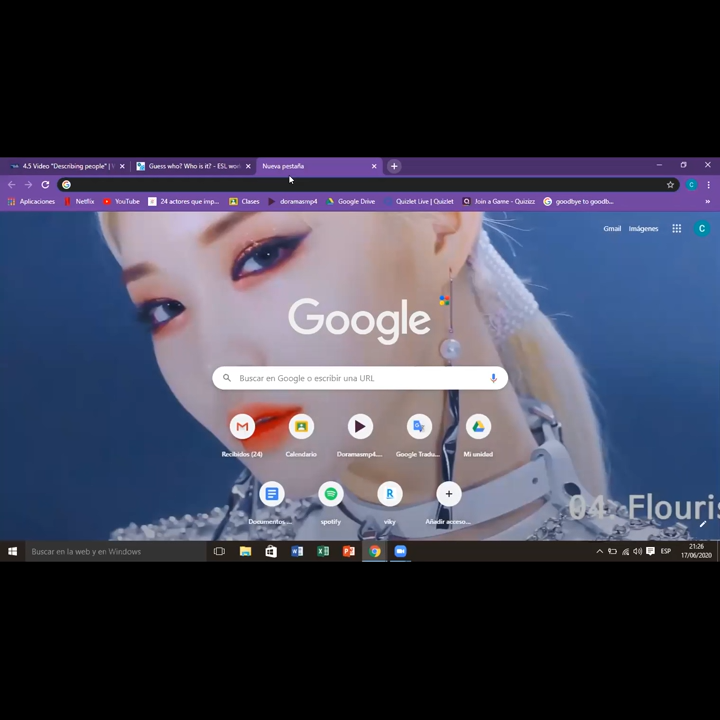 4.5 Video "Describing people" | Y
Guess who? Who is it? - ESL wor
Nueva pestaña
Aplicaciones
Netflix
YouTube
24 actores que imp...
Clases
doramasmp4
Google Drive
Quizlet Live | Quizlet
Join a Game - Quizizz
goodbye to goodb...
»
Gmail
Imágenes
C
Google
Buscar en Google o escribir una URL
Recibidos (24)
Calendario
Doramasmp4....
Google Tradu...
Mi unidad
Documentos ...
spotify
viky
Añadir acceso...
04. Flouris
Buscar en la web y en Windows
ESP
21:26
17/06/2020